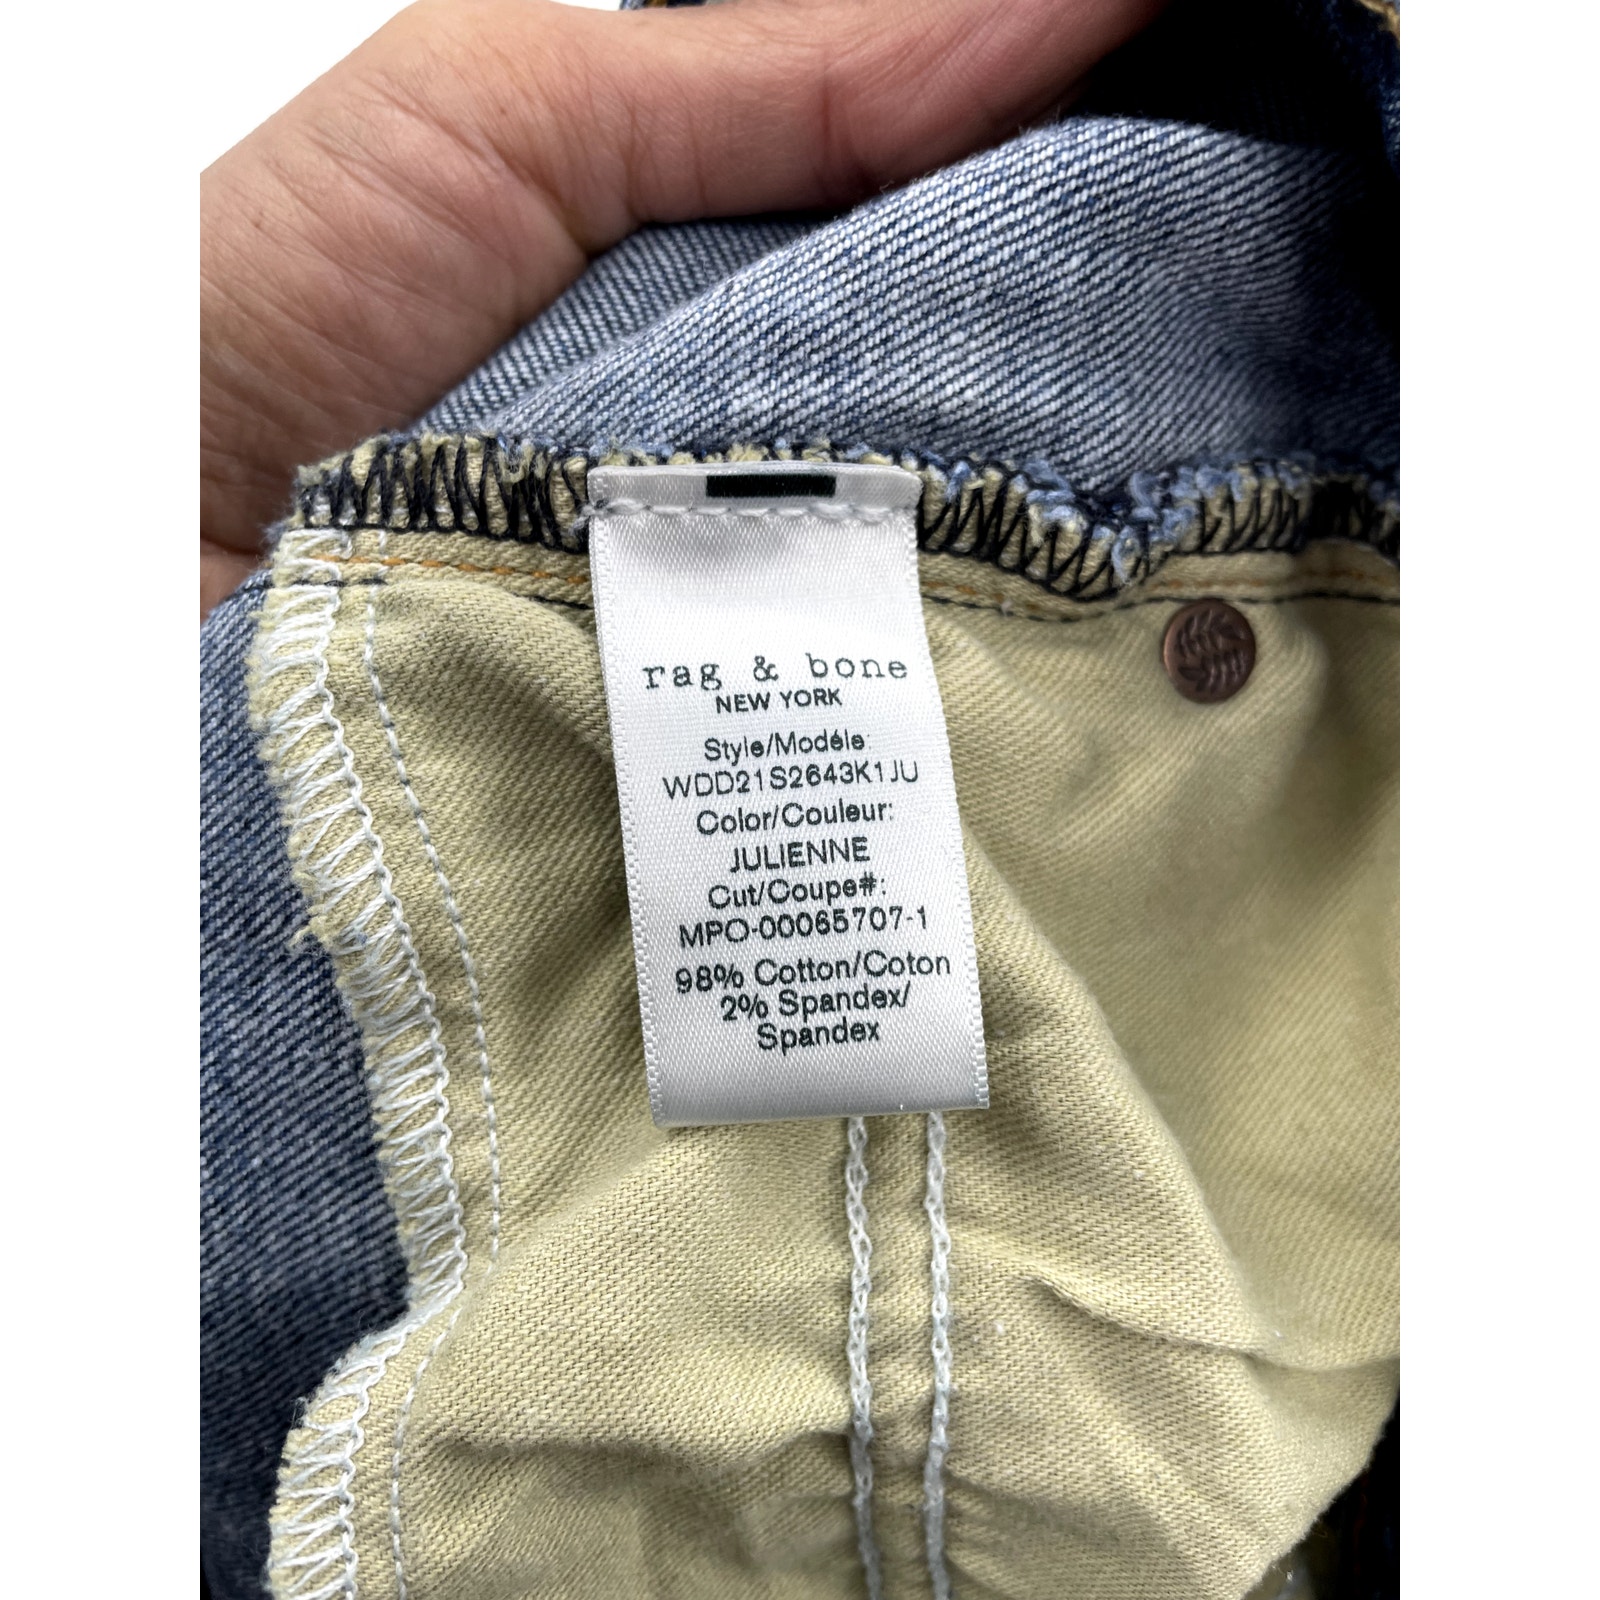 rag & bone
NEW YORK
Style/Modéle:
WDD21S2643K1JU
Color/Couleur:
JULIENNE
Cut/Coupe#:
MPO-00065707-1
98% Cotton/Coton
2% Spandex/
Spandex